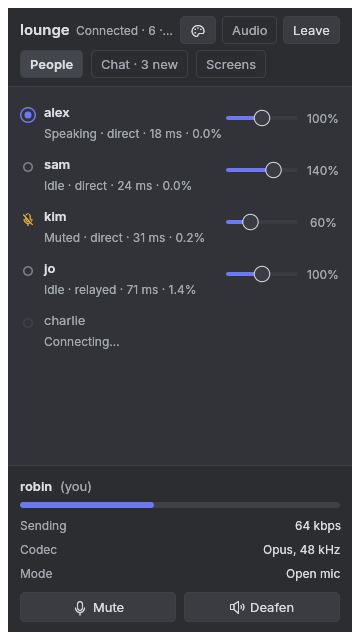 lounge Connected · 6 ·... Audio Leave
People Chat · 3 new Screens
alex
Speaking · direct · 18 ms · 0.0% 100%
sam
Idle · direct · 24 ms · 0.0% 140%
kim
Muted · direct · 31 ms · 0.2% 60%
jo
Idle · relayed · 71 ms · 1.4% 100%
charlie
Connecting...
robin (you)
Sending 64 kbps
Codec Opus, 48 kHz
Mode Open mic
Mute Deafen